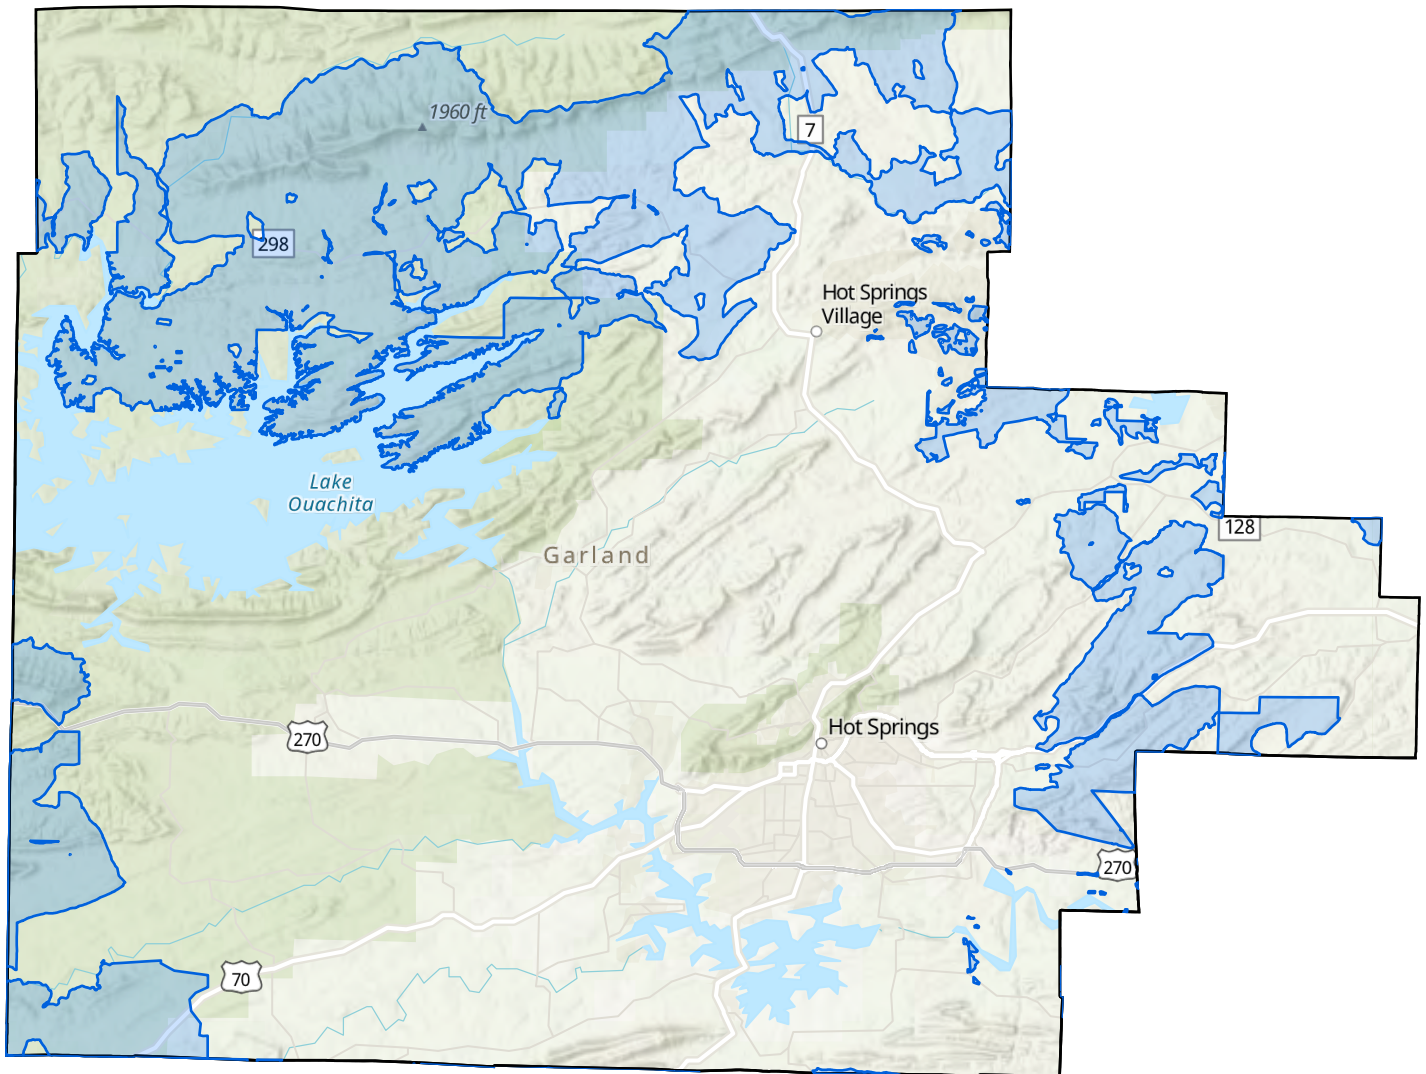 1960 ft
7
298
Hot Springs
Village
Lake
Ouachita
128
Garland
270
Hot Springs
270
70